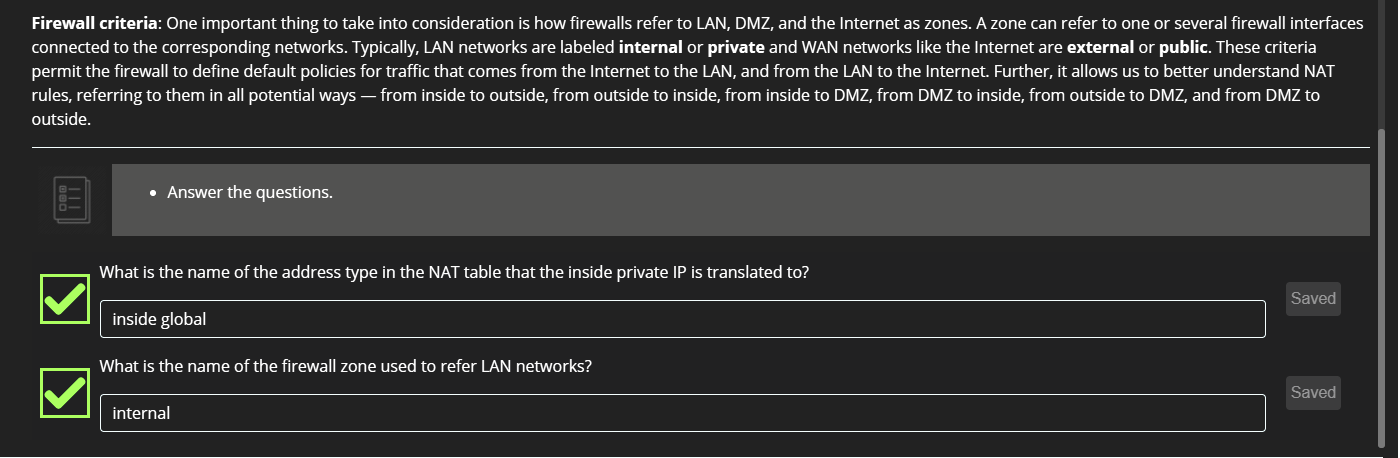 Firewall criteria: One important thing to take into consideration is how firewalls refer to LAN, DMZ, and the Internet as zones. A zone can refer to one or several firewall interfaces
connected to the corresponding networks. Typically, LAN networks are labeled internal or private and WAN networks like the Internet are external or public. These criteria
permit the firewall to define default policies for traffic that comes from the Internet to the LAN, and from the LAN to the Internet. Further, it allows us to better understand NAT
rules, referring to them in all potential ways — from inside to outside, from outside to inside, from inside to DMZ, from DMZ to inside, from outside to DMZ, and from DMZ to
outside.
• Answer the questions.
What is the name of the address type in the NAT table that the inside private IP is translated to?
inside global
Saved
What is the name of the firewall zone used to refer LAN networks?
internal
Saved